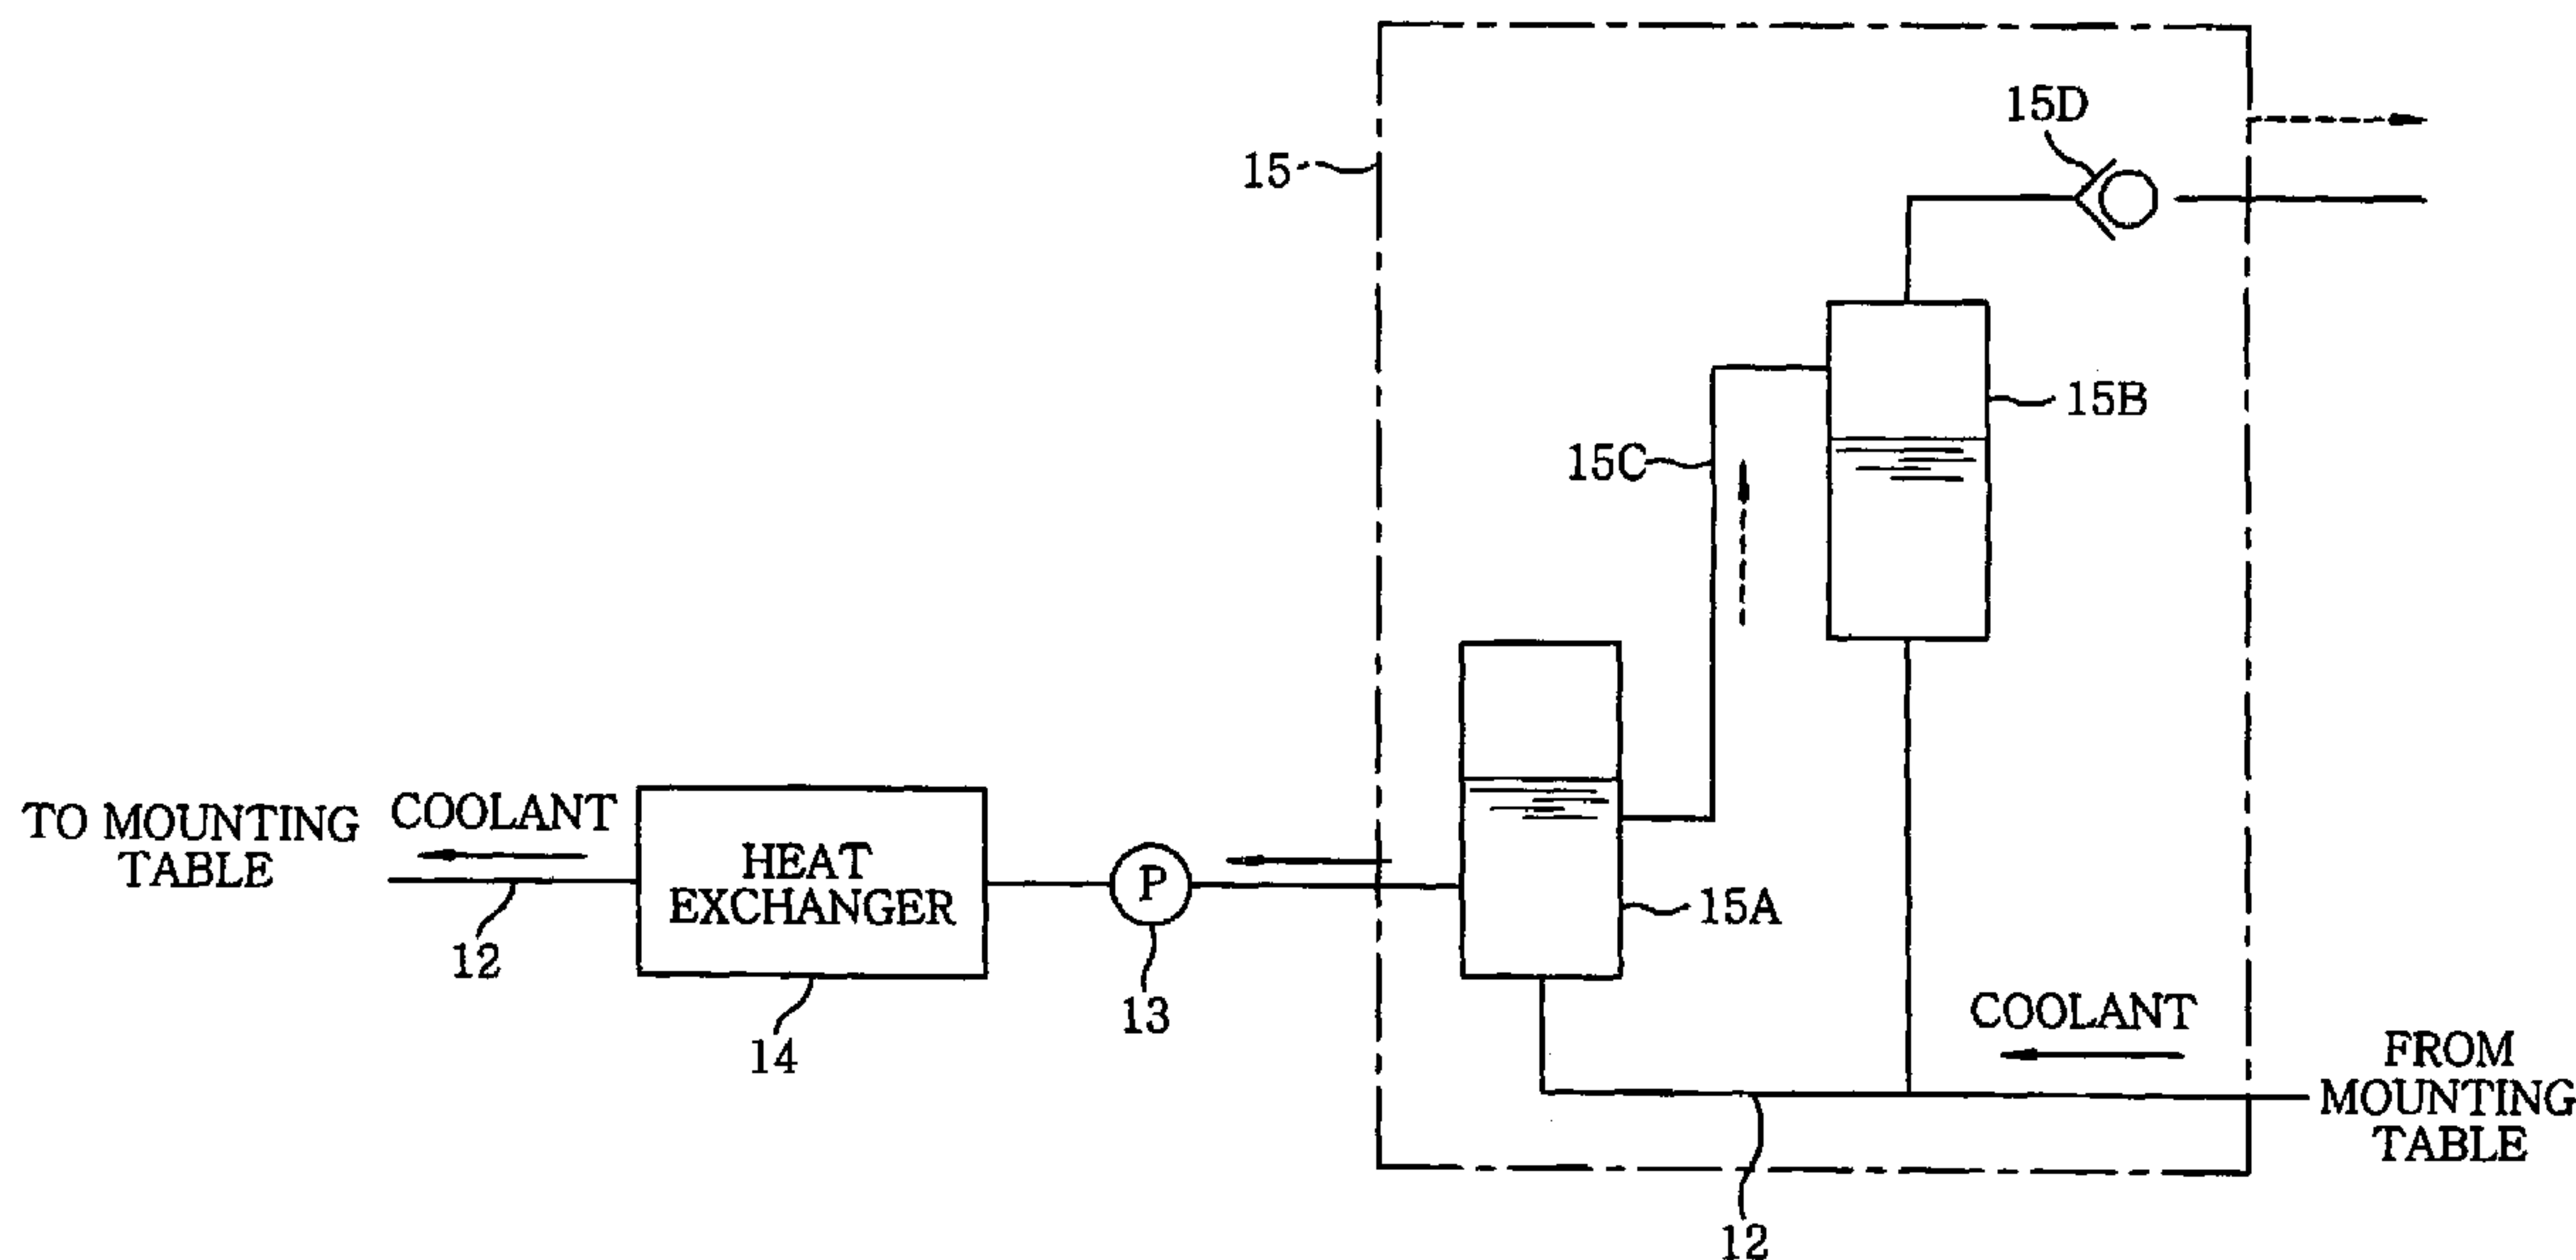 15D
15
15B
15C
TO MOUNTING
TABLE
COOLANT
HEAT
EXCHANGER
P
15A
12
13
14
COOLANT
FROM
MOUNTING
TABLE
12